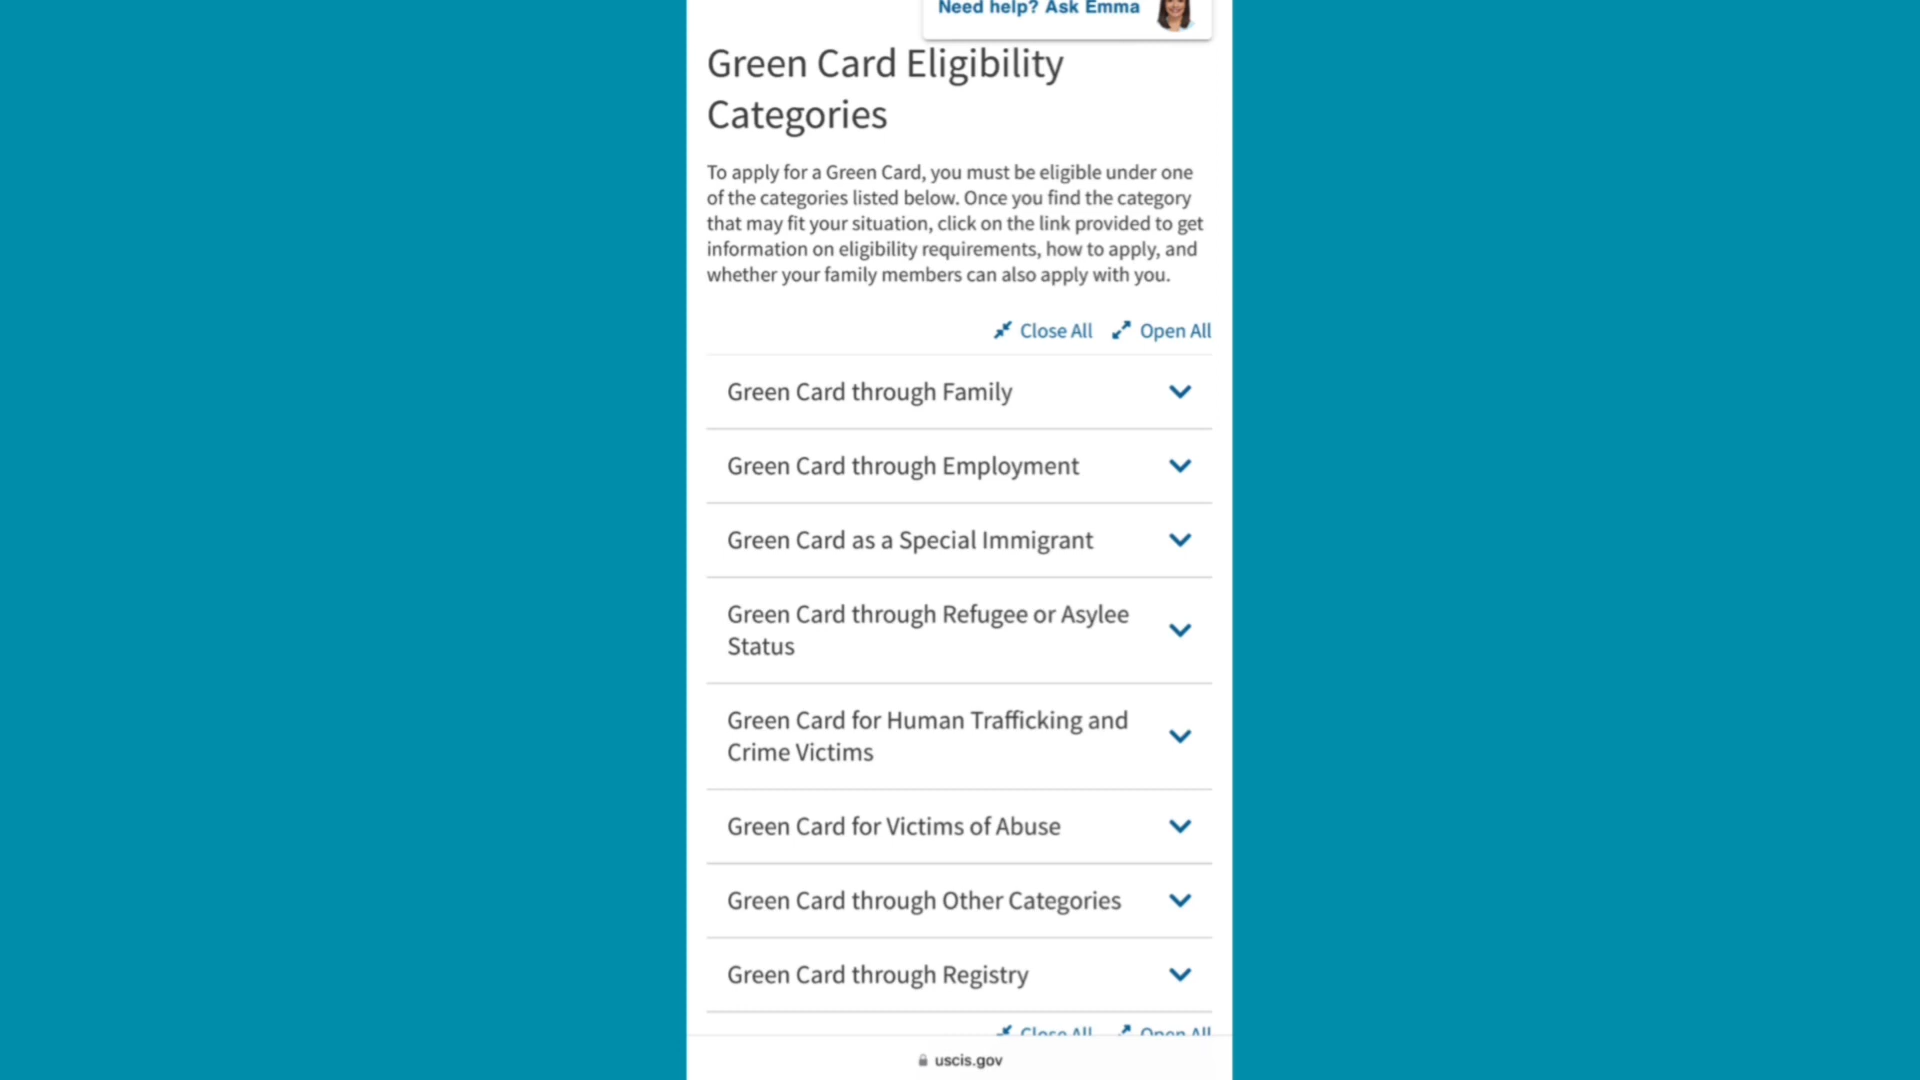 Need help? Ask Emma
Green Card Eligibility
Categories
To apply for a Green Card, you must be eligible under one
of the categories listed below. Once you find the category
that may fit your situation, click on the link provided to get
information on eligibility requirements, how to apply, and
whether your family members can also apply with you.
Close All Open All
Green Card through Family
Green Card through Employment
Green Card as a Special Immigrant
Green Card through Refugee or Asylee
Status
Green Card for Human Trafficking and
Crime Victims
Green Card for Victims of Abuse
Green Card through Other Categories
Green Card through Registry
Close All Open All
uscis.gov